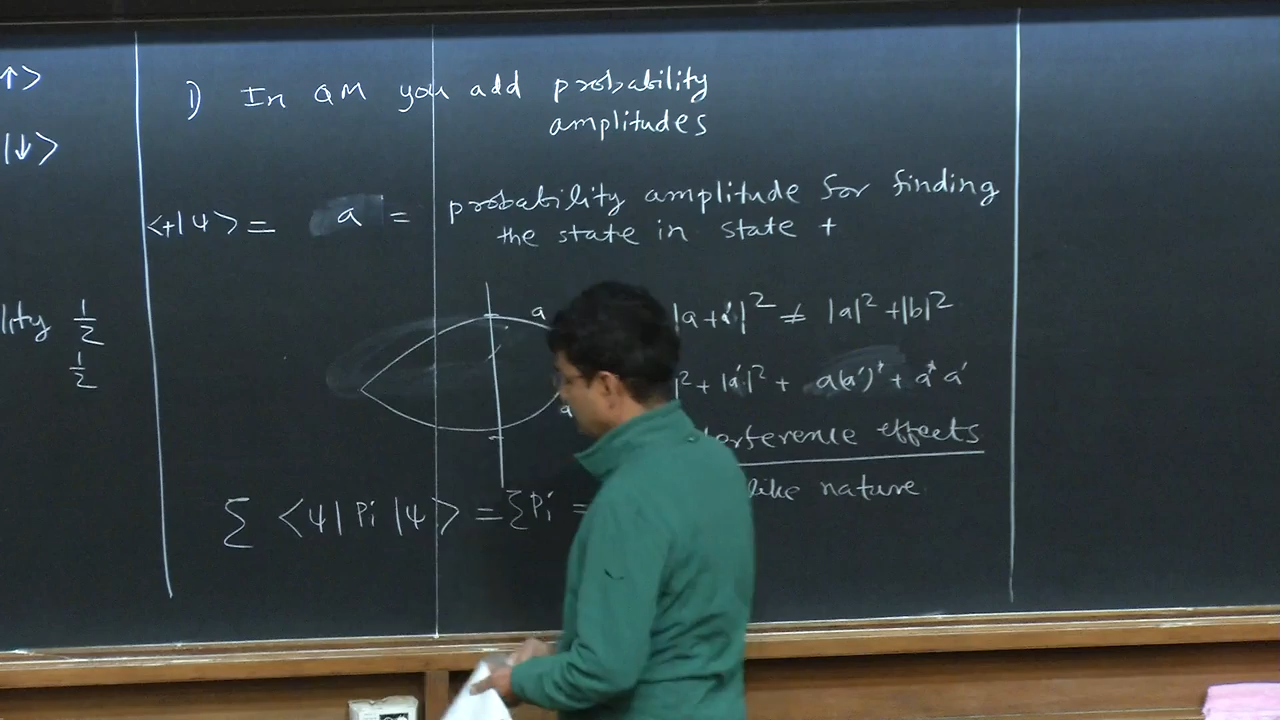 ↑>
|↓>
lity 1/2
1/2
1) In QM you add probability
amplitudes
<+|ψ> = a = probability amplitude for finding
the state in state +
a
|a+a'|² ≠ |a|² + |b|²
|² + |a'|² + a(a')* + a* a'
a
erference effects
like nature
Σ <ψ| Pi |ψ> = Σ Pi =